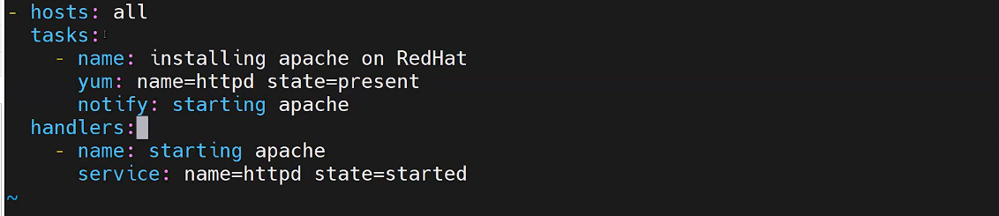 - hosts: all
  tasks:
    - name: installing apache on RedHat
      yum: name=httpd state=present
      notify: starting apache
  handlers:
    - name: starting apache
      service: name=httpd state=started
~